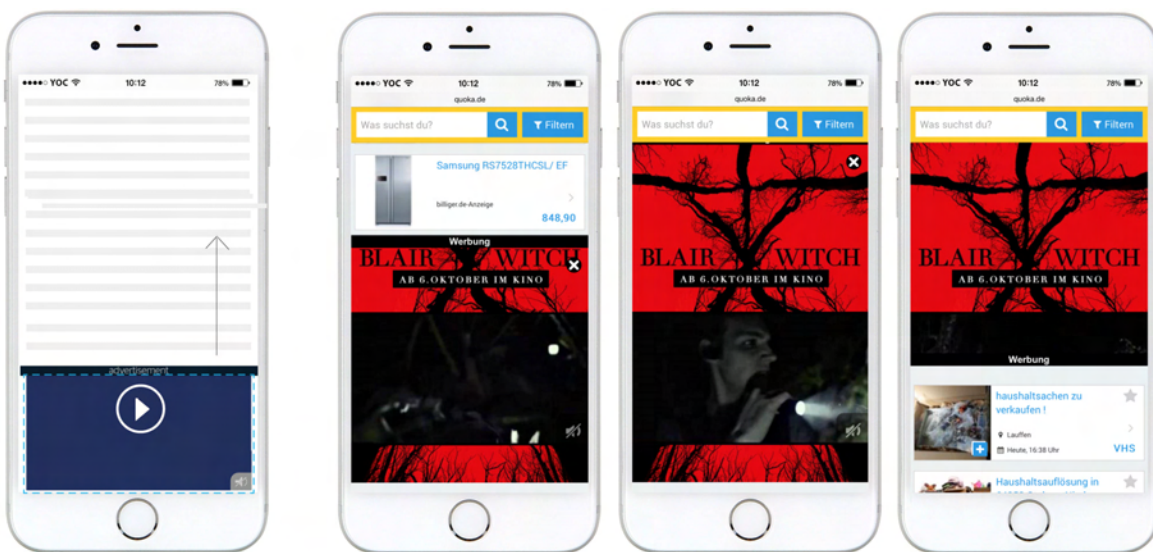 YOC 10:12 78%
advertisement
YOC 10:12 78%
quoka.de
Was suchst du? Filtern
Samsung RS7528THCSL/ EF
billiger.de-Anzeige
848,90
Werbung
BLAIR WITCH
AB 6.OKTOBER IM KINO
YOC 10:12 78%
quoka.de
Was suchst du? Filtern
BLAIR WITCH
AB 6.OKTOBER IM KINO
YOC 10:12 78%
quoka.de
Was suchst du? Filtern
BLAIR WITCH
AB 6.OKTOBER IM KINO
Werbung
haushaltsachen zu
verkaufen !
Lauffen
Heute, 16:38 Uhr
VHS
Haushaltsauflösung in